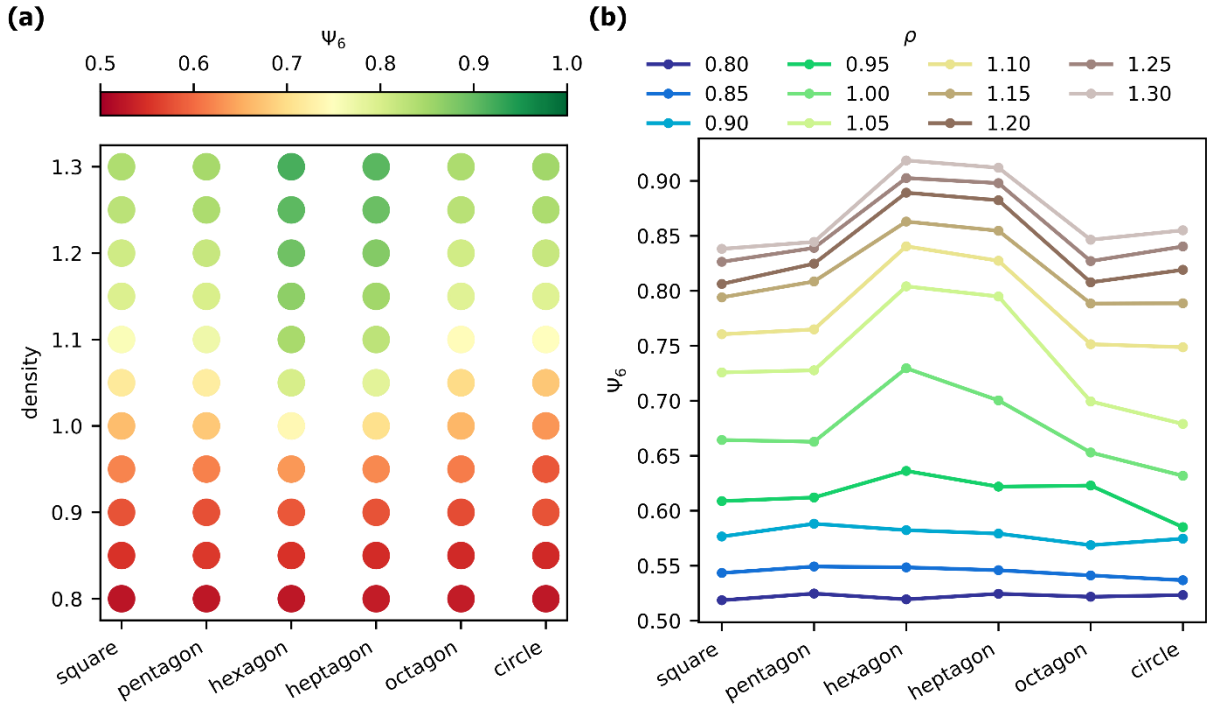 (a)
Ψ6
0.5 0.6 0.7 0.8 0.9 1.0
1.3
1.2
1.1
1.0
0.9
0.8
density
square pentagon hexagon heptagon octagon circle
(b)
ρ
0.80 0.95 1.10 1.25
0.85 1.00 1.15 1.30
0.90 1.05 1.20
0.90
0.85
0.80
0.75
0.70
0.65
0.60
0.55
0.50
Ψ6
square pentagon hexagon heptagon octagon circle